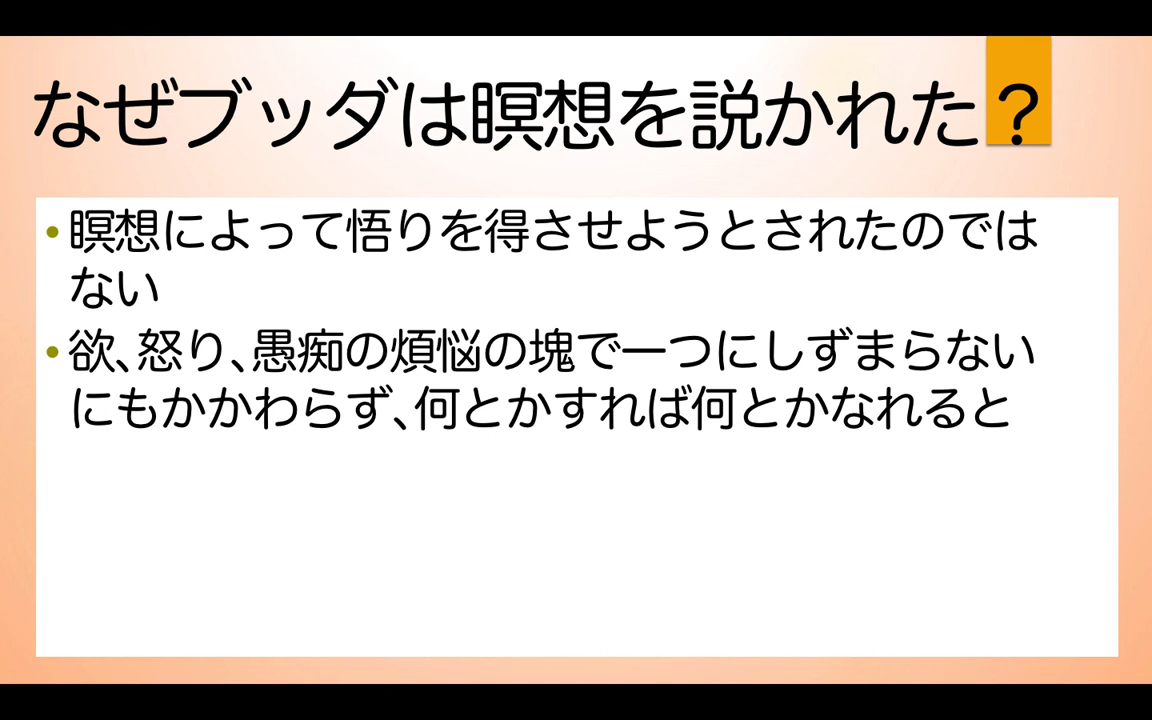 なぜブッダは瞑想を説かれた?
•瞑想によって悟りを得させようとされたのでは
ない
•欲、怒り、愚痴の煩悩の塊で一つにしずまらない
にもかかわらず、何とかすれば何とかなれると